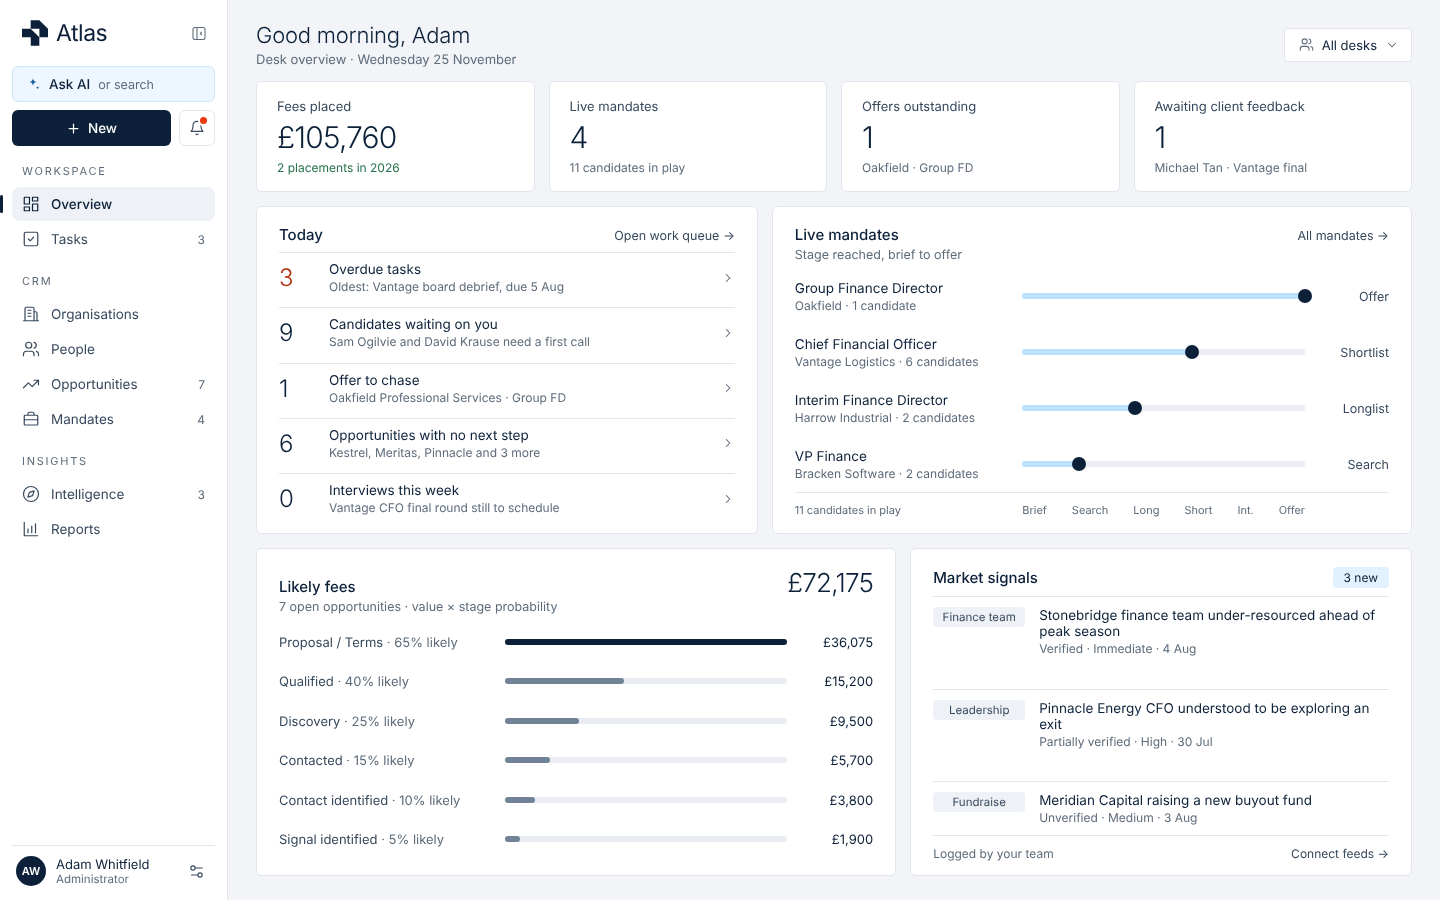 Atlas
Ask AI or search
+ New
WORKSPACE
Overview
Tasks 3
CRM
Organisations
People
Opportunities 7
Mandates 4
INSIGHTS
Intelligence 3
Reports
AW
Adam Whitfield
Administrator
Good morning, Adam
Desk overview · Wednesday 25 November
All desks
Fees placed
£105,760
2 placements in 2026
Live mandates
4
11 candidates in play
Offers outstanding
1
Oakfield · Group FD
Awaiting client feedback
1
Michael Tan · Vantage final
Today
Open work queue →
3
Overdue tasks
Oldest: Vantage board debrief, due 5 Aug
9
Candidates waiting on you
Sam Ogilvie and David Krause need a first call
1
Offer to chase
Oakfield Professional Services · Group FD
6
Opportunities with no next step
Kestrel, Meritas, Pinnacle and 3 more
0
Interviews this week
Vantage CFO final round still to schedule
Live mandates
All mandates →
Stage reached, brief to offer
Group Finance Director
Oakfield · 1 candidate
Offer
Chief Financial Officer
Vantage Logistics · 6 candidates
Shortlist
Interim Finance Director
Harrow Industrial · 2 candidates
Longlist
VP Finance
Bracken Software · 2 candidates
Search
11 candidates in play
Brief Search Long Short Int. Offer
Likely fees
£72,175
7 open opportunities · value × stage probability
Proposal / Terms · 65% likely £36,075
Qualified · 40% likely £15,200
Discovery · 25% likely £9,500
Contacted · 15% likely £5,700
Contact identified · 10% likely £3,800
Signal identified · 5% likely £1,900
Market signals
3 new
Finance team
Stonebridge finance team under-resourced ahead of
peak season
Verified · Immediate · 4 Aug
Leadership
Pinnacle Energy CFO understood to be exploring an
exit
Partially verified · High · 30 Jul
Fundraise
Meridian Capital raising a new buyout fund
Unverified · Medium · 3 Aug
Logged by your team
Connect feeds →